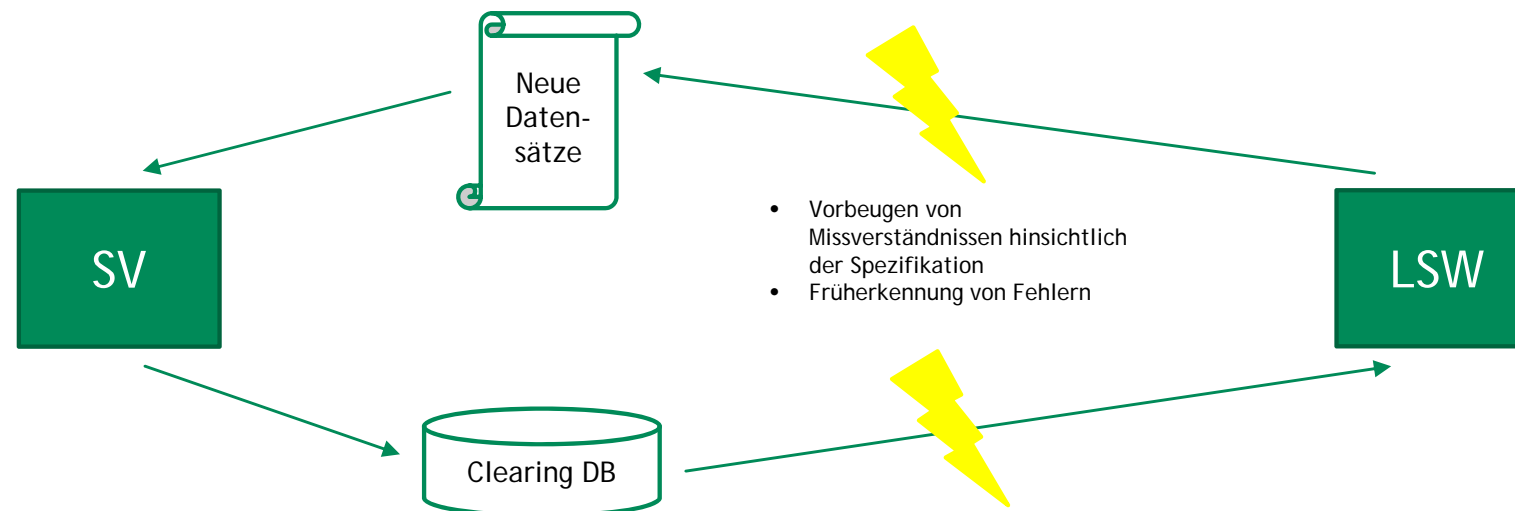 Neue
Daten-
sätze
• Vorbeugen von
Missverständnissen hinsichtlich
der Spezifikation
• Früherkennung von Fehlern
SV
LSW
Clearing DB